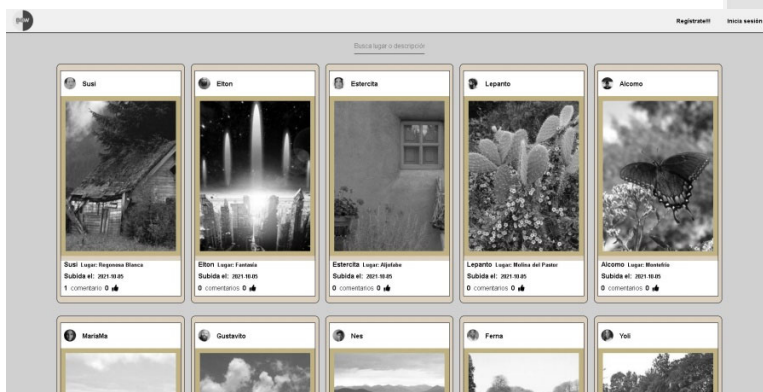 Registrate!!! Inicia sesión
Busca lugar o descripción
Susi Elton Estercita Lepanto Alcomo
Susi Lugar: Regonosa Blanca
Subida el: 2021-10-05
1 comentario 0
Elton Lugar: Fantasía
Subida el: 2021-10-05
0 comentarios 0
Estercita Lugar: Aljofabe
Subida el: 2021-10-05
0 comentarios 0
Lepanto Lugar: Molina del Pastor
Subida el: 2021-10-05
0 comentarios 0
Alcomo Lugar: Montefrío
Subida el: 2021-10-05
0 comentarios 0
MariaMa Gustavito Nes Ferna Yoli